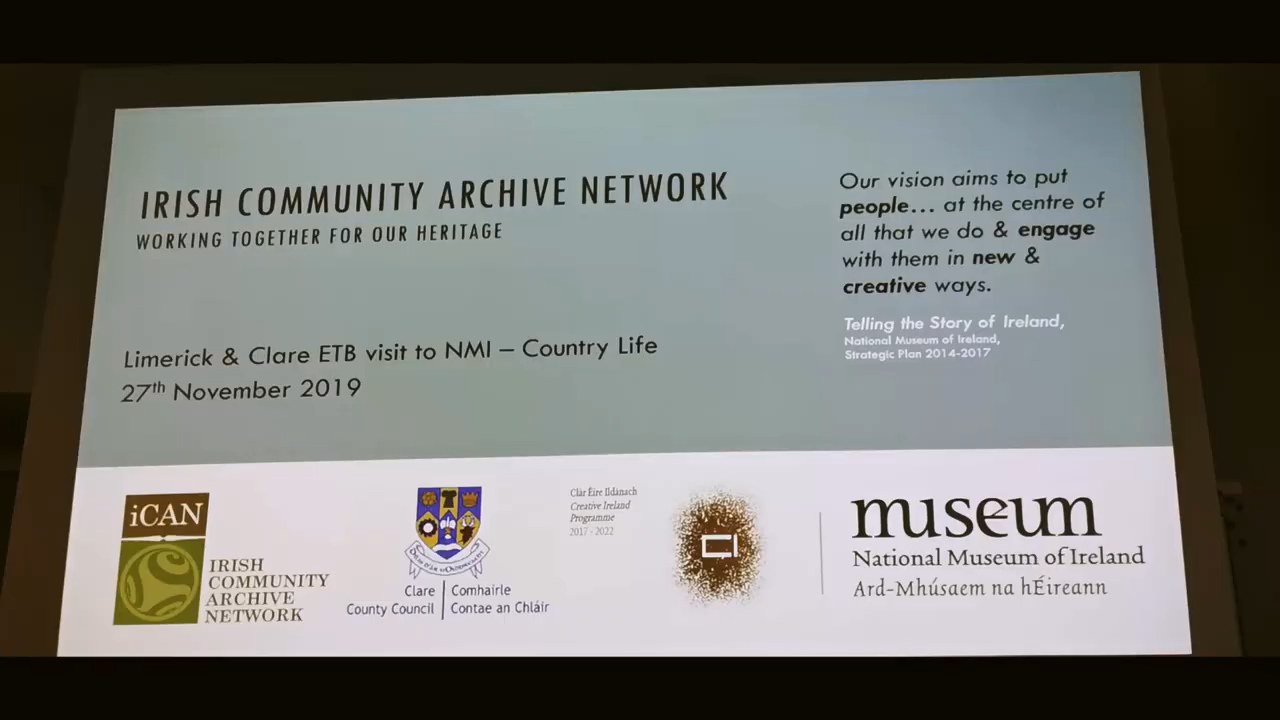 IRISH COMMUNITY ARCHIVE NETWORK
WORKING TOGETHER FOR OUR HERITAGE
Limerick & Clare ETB visit to NMI – Country Life
27th November 2019
Our vision aims to put
people... at the centre of
all that we do & engage
with them in new &
creative ways.
Telling the Story of Ireland,
National Museum of Ireland,
Strategic Plan 2014-2017
iCAN
IRISH
COMMUNITY
ARCHIVE
NETWORK
Clare
County Council
Comhairle
Contae an Chláir
Clár Éire Ildánach
Creative Ireland
Programme
2017 - 2022
CI
museum
National Museum of Ireland
Ard-Mhúsaem na hÉireann